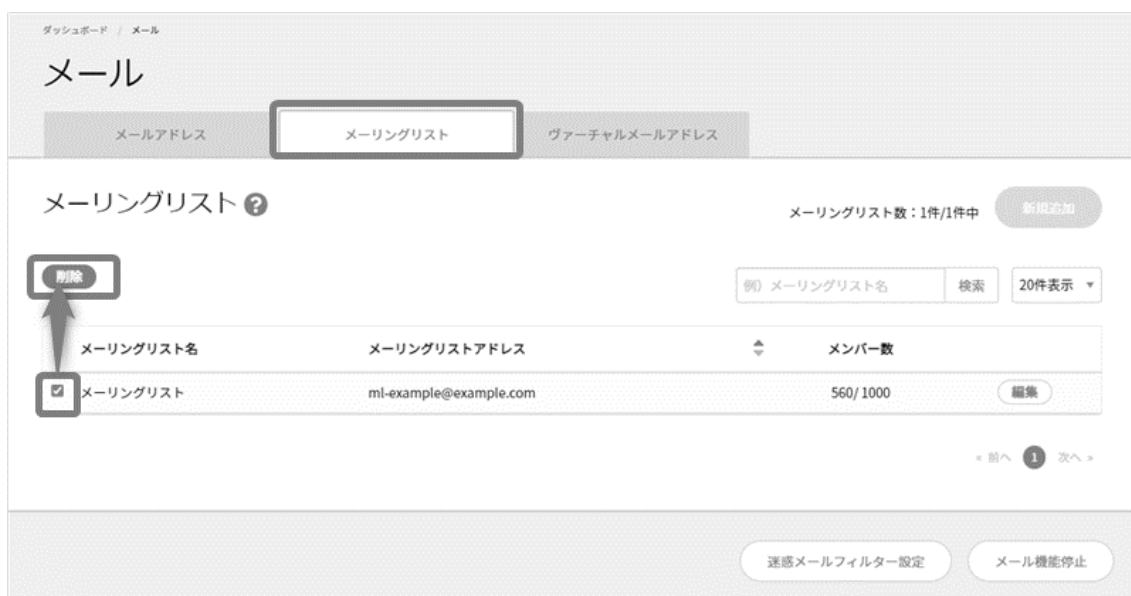 ダッシュボード / メール
メール
メールアドレス メーリングリスト ヴァーチャルメールアドレス
メーリングリスト ?
メーリングリスト数：1件/1件中 新規追加
削除
例）メーリングリスト名 検索 20件表示
メーリングリスト名 メーリングリストアドレス メンバー数
メーリングリスト ml-example@example.com 560/1000 編集
« 前へ 1 次へ »
迷惑メールフィルター設定 メール機能停止